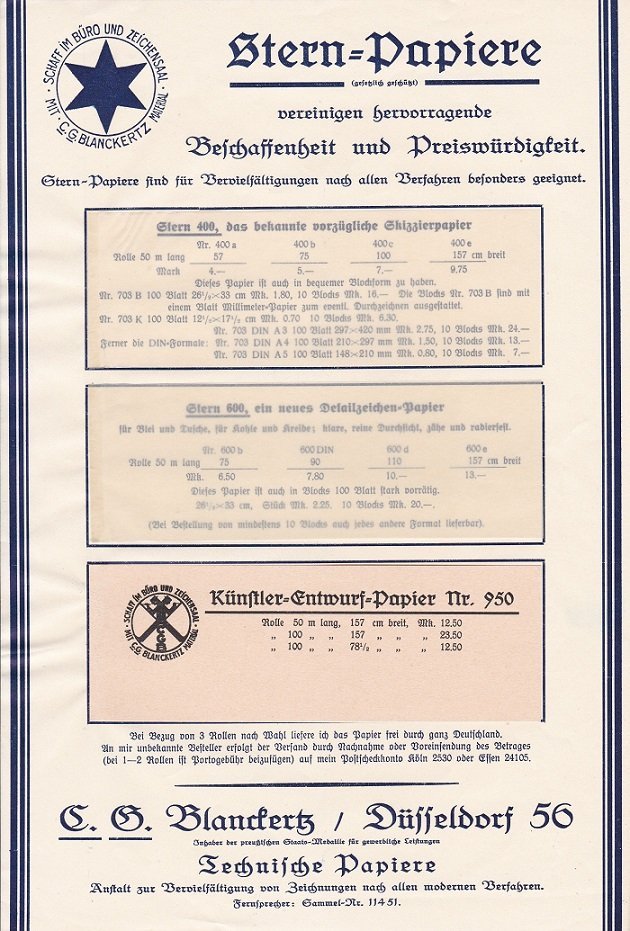 · SCHAFF IM BÜRO UND ZEICHENSAAL ·
MIT · C.G. BLANCKERTZ MATERIAL
Stern-Papiere
(gesetzlich geschützt)
vereinigen hervorragende
Beschaffenheit und Preiswürdigkeit.
Stern-Papiere sind für Vervielfältigungen nach allen Verfahren besonders geeignet.
Stern 400, das bekannte vorzügliche Skizzierpapier
Nr. 400 a 400 b 400 c 400 e
Rolle 50 m lang 57 75 100 157 cm breit
Mark 4.— 5.— 7.— 9.75
Dieses Papier ist auch in bequemer Blockform zu haben.
Nr. 703 B 100 Blatt 26½×33 cm Mk. 1.80, 10 Blocks Mk. 16.— Die Blocks Nr. 703 B sind mit
einem Blatt Millimeter-Papier zum eventl. Durchzeichnen ausgestattet.
Nr. 703 K 100 Blatt 12½×17½ cm Mk. 0.70 10 Blocks M. 6.30.
Nr. 703 DIN A 3 100 Blatt 297×420 mm Mk. 2.75, 10 Blocks Mk. 24.—
Ferner die DIN-Formate: Nr. 703 DIN A 4 100 Blatt 210×297 mm Mk. 1.50, 10 Blocks Mk. 13.—
Nr. 703 DIN A 5 100 Blatt 148×210 mm Mk. 0.80, 10 Blocks Mk. 7.—
Stern 600, ein neues Detailzeichen-Papier
für Blei und Tusche, für Kohle und Kreide; klare, reine Durchsicht, zähe und radierfest.
Nr. 600 b 600 DIN 600 d 600 e
Rolle 50 m lang 75 90 110 157 cm breit
Mk. 6.50 7.80 10.— 13.—
Dieses Papier ist auch in Blocks 100 Blatt stark vorrätig.
26½×33 cm, Stück Mk. 2.25. 10 Blocks Mk. 20.—,
(Bei Bestellung von mindestens 10 Blocks auch jedes andere Format lieferbar).
· SCHAFF IM BÜRO UND ZEICHENSAAL ·
MIT C.G. BLANCKERTZ MATERIAL
Künstler-Entwurf-Papier Nr. 950
Rolle 50 m lang, 157 cm breit, Mk. 12.50
„ 100 „ „ 157 „ „ „ 23.50
„ 100 „ „ 78½ „ „ „ 12.50
Bei Bezug von 3 Rollen nach Wahl liefere ich das Papier frei durch ganz Deutschland.
An mir unbekannte Besteller erfolgt der Versand durch Nachnahme oder Voreinsendung des Betrages
(bei 1—2 Rollen ist Portogebühr beizufügen) auf mein Postscheckkonto Köln 2530 oder Essen 24105.
C. G. Blanckertz / Düsseldorf 56
Inhaber der preußischen Staats-Medaille für gewerbliche Leistungen
Technische Papiere
Anstalt zur Vervielfältigung von Zeichnungen nach allen modernen Verfahren.
Fernsprecher: Sammel-Nr. 11451.